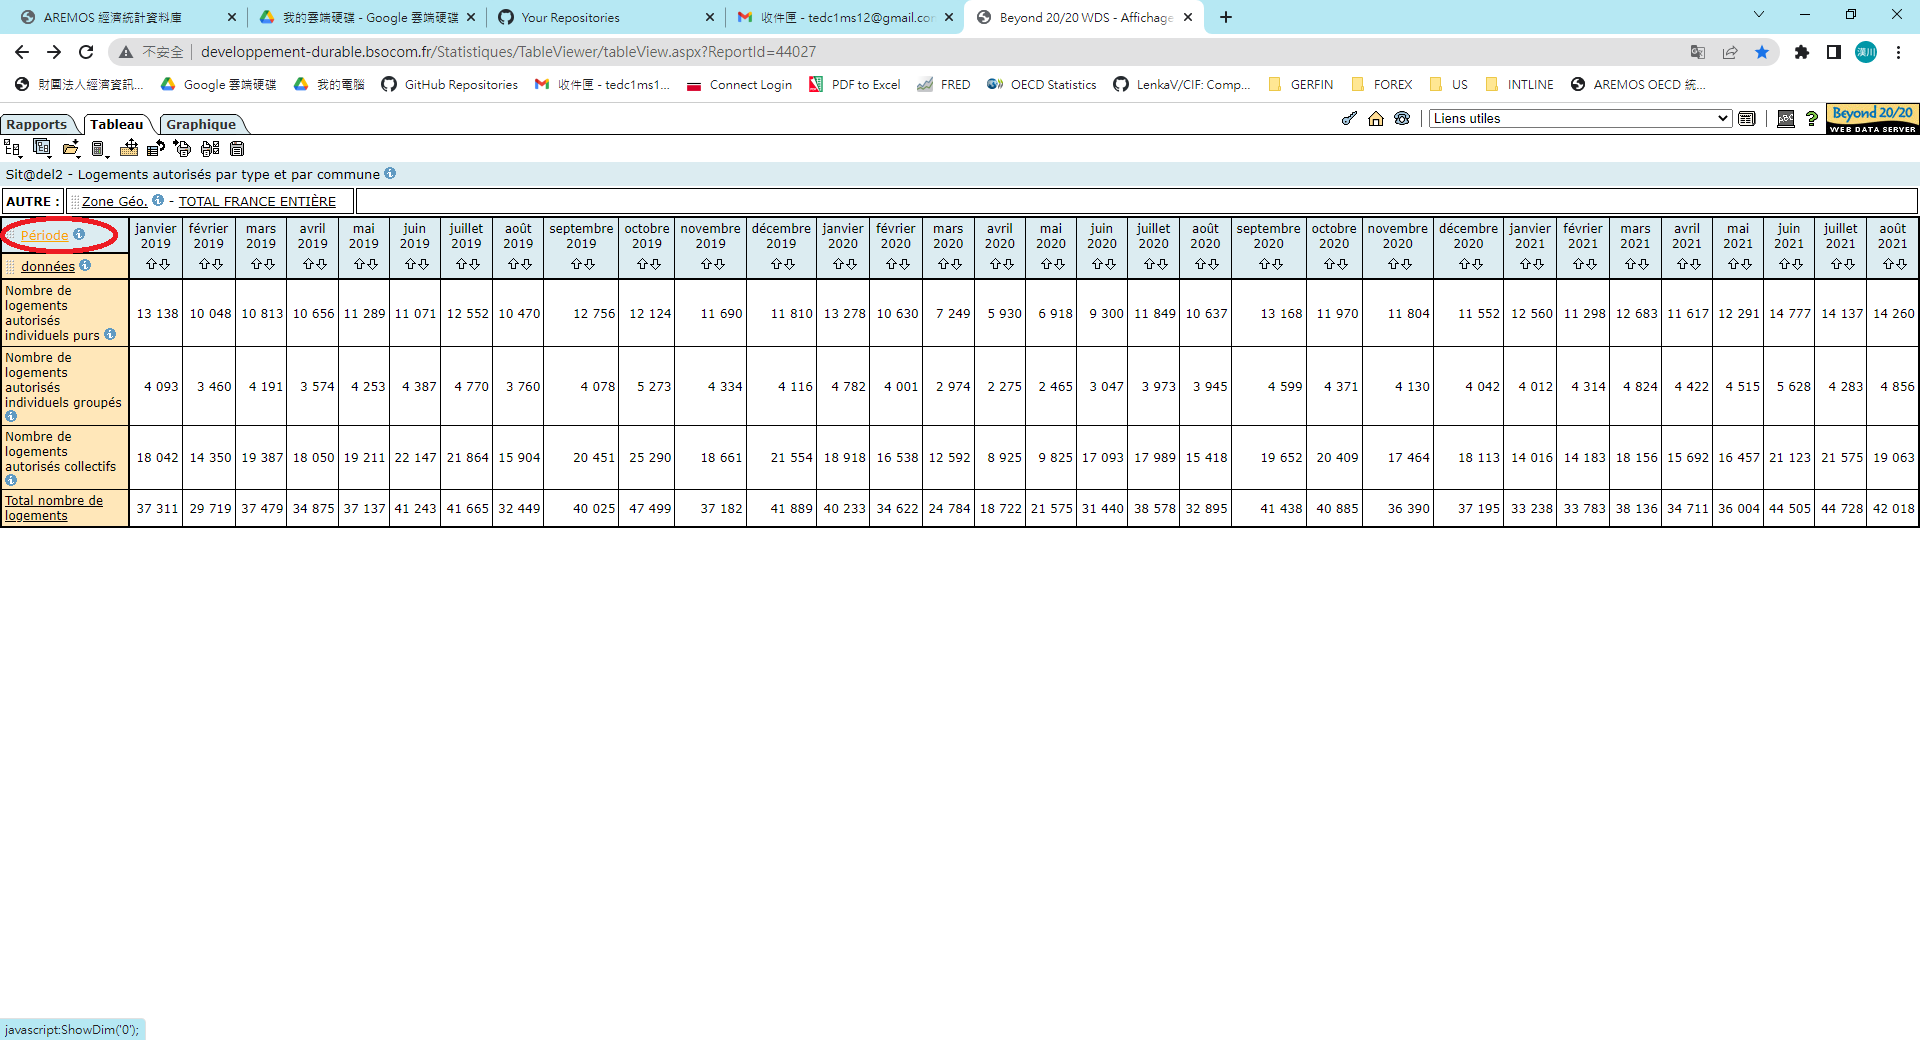 AREMOS 經濟統計資料庫
我的雲端硬碟 - Google 雲端硬碟
Your Repositories
收件匣 - tedc1ms12@gmail.co
Beyond 20/20 WDS - Affichage
不安全 developpement-durable.bsocom.fr/Statistiques/TableViewer/tableView.aspx?ReportId=44027
漢川
財團法人經濟資訊... Google 雲端硬碟 我的電腦 GitHub Repositories 收件匣 - tedc1ms1... Connect Login PDF to Excel FRED OECD Statistics LenkaV/CIF: Comp... GERFIN FOREX US INTLINE AREMOS OECD 統...
Rapports Tableau Graphique Liens utiles ABC ? Beyond 20/20
WEB DATA SERVER
Sit@del2 - Logements autorisés par type et par commune
AUTRE : Zone Géo. - TOTAL FRANCE ENTIÈRE
Période janvier 2019 février 2019 mars 2019 avril 2019 mai 2019 juin 2019 juillet 2019 août 2019 septembre 2019 octobre 2019 novembre 2019 décembre 2019 janvier 2020 février 2020 mars 2020 avril 2020 mai 2020 juin 2020 juillet 2020 août 2020 septembre 2020 octobre 2020 novembre 2020 décembre 2020 janvier 2021 février 2021 mars 2021 avril 2021 mai 2021 juin 2021 juillet 2021 août 2021
données
Nombre de logements autorisés individuels purs 13 138 10 048 10 813 10 656 11 289 11 071 12 552 10 470 12 756 12 124 11 690 11 810 13 278 10 630 7 249 5 930 6 918 9 300 11 849 10 637 13 168 11 970 11 804 11 552 12 560 11 298 12 683 11 617 12 291 14 777 14 137 14 260
Nombre de logements autorisés individuels groupés 4 093 3 460 4 191 3 574 4 253 4 387 4 770 3 760 4 078 5 273 4 334 4 116 4 782 4 001 2 974 2 275 2 465 3 047 3 973 3 945 4 599 4 371 4 130 4 042 4 012 4 314 4 824 4 422 4 515 5 628 4 283 4 856
Nombre de logements autorisés collectifs 18 042 14 350 19 387 18 050 19 211 22 147 21 864 15 904 20 451 25 290 18 661 21 554 18 918 16 538 12 592 8 925 9 825 17 093 17 989 15 418 19 652 20 409 17 464 18 113 14 016 14 183 18 156 15 692 16 457 21 123 21 575 19 063
Total nombre de logements 37 311 29 719 37 479 34 875 37 137 41 243 41 665 32 449 40 025 47 499 37 182 41 889 40 233 34 622 24 784 18 722 21 575 31 440 38 578 32 895 41 438 40 885 36 390 37 195 33 238 33 783 38 136 34 711 36 004 44 505 44 728 42 018
javascript:ShowDim('0');